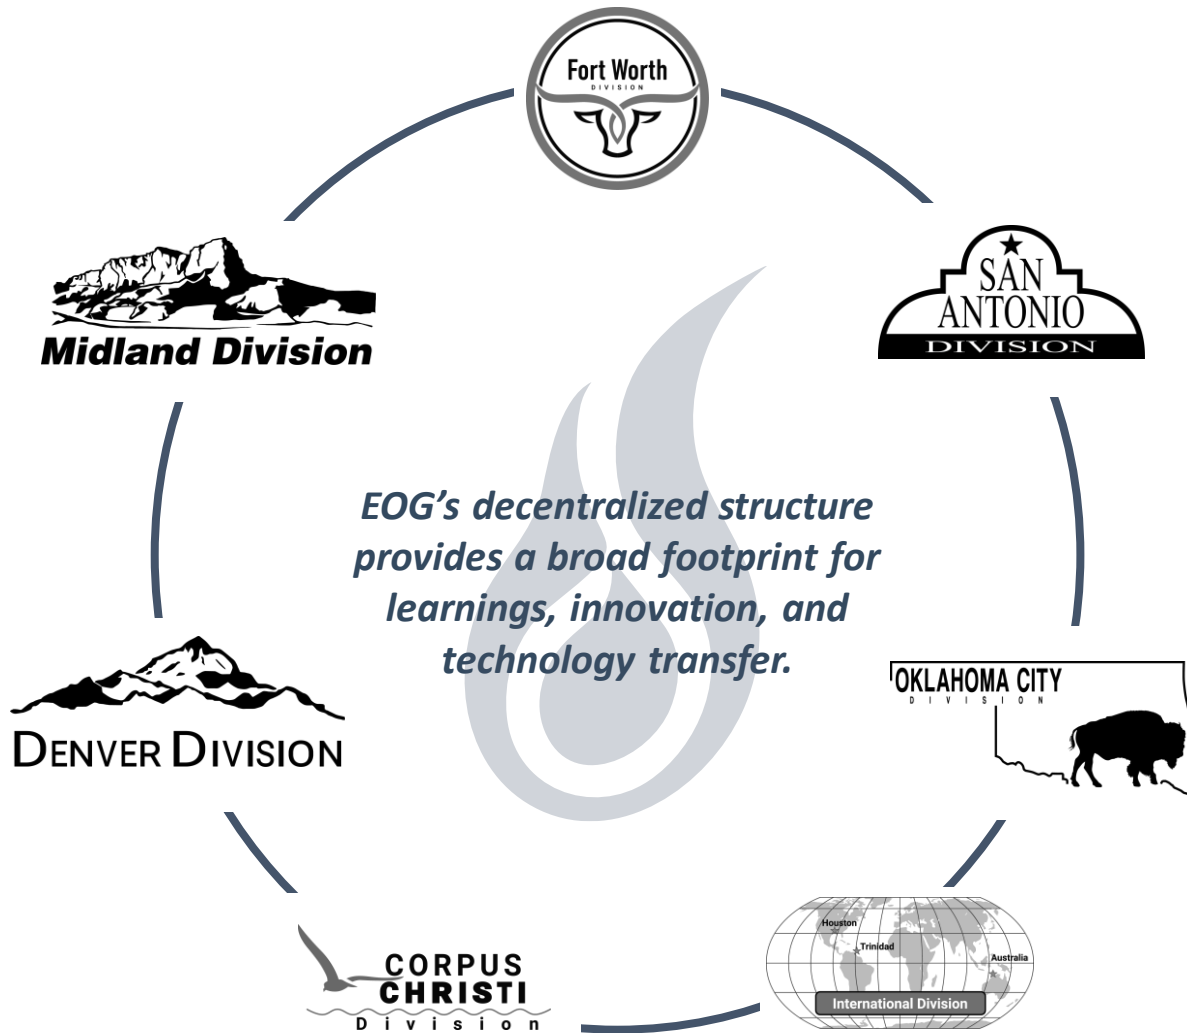 Fort Worth
DIVISION
SAN
ANTONIO
DIVISION
Midland Division
EOG’s decentralized structure
provides a broad footprint for
learnings, innovation, and
technology transfer.
OKLAHOMA CITY
DIVISION
DENVER DIVISION
CORPUS
CHRISTI
Division
Houston
Trinidad
Australia
International Division